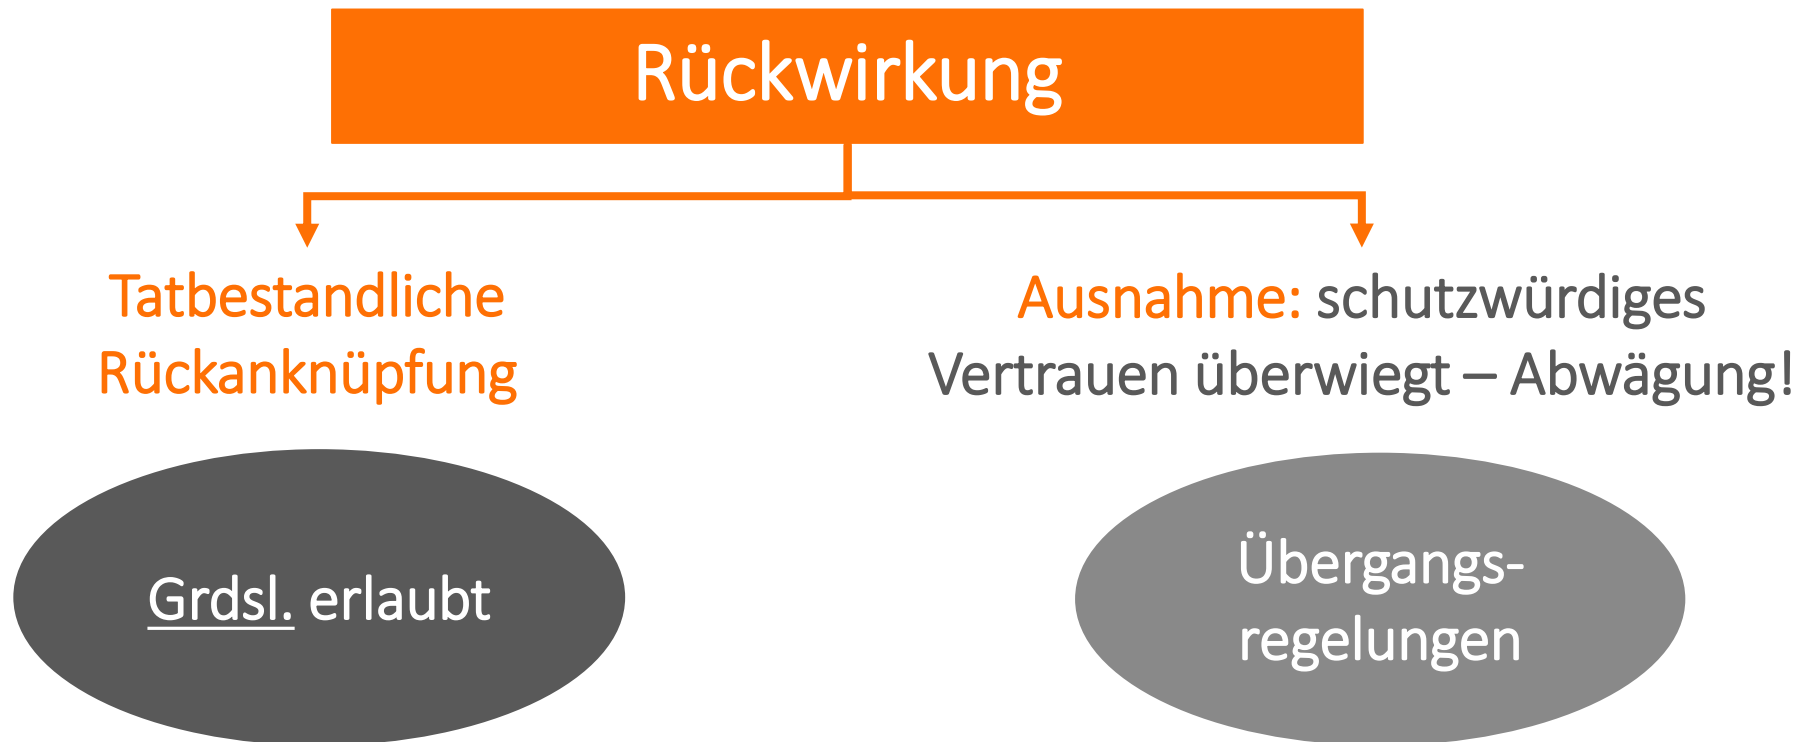 Rückwirkung
Tatbestandliche
Rückanknüpfung
Ausnahme: schutzwürdiges
Vertrauen überwiegt – Abwägung!
Grdsl. erlaubt
Übergangs-
regelungen